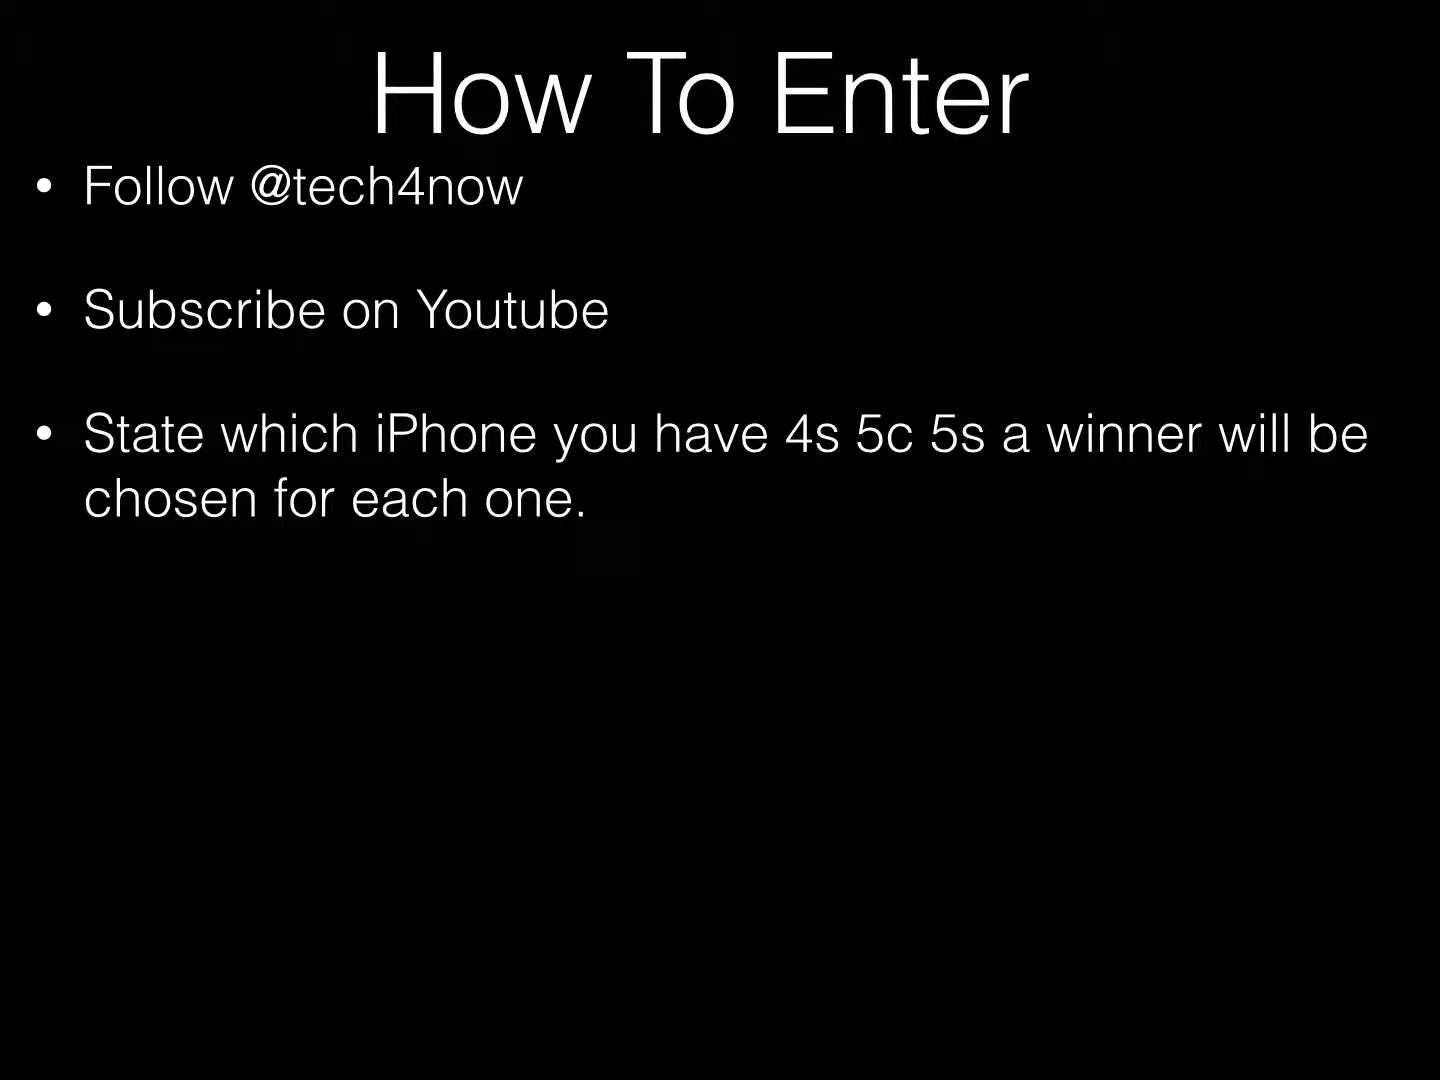 How To Enter
• Follow @tech4now
• Subscribe on Youtube
• State which iPhone you have 4s 5c 5s a winner will be
chosen for each one.